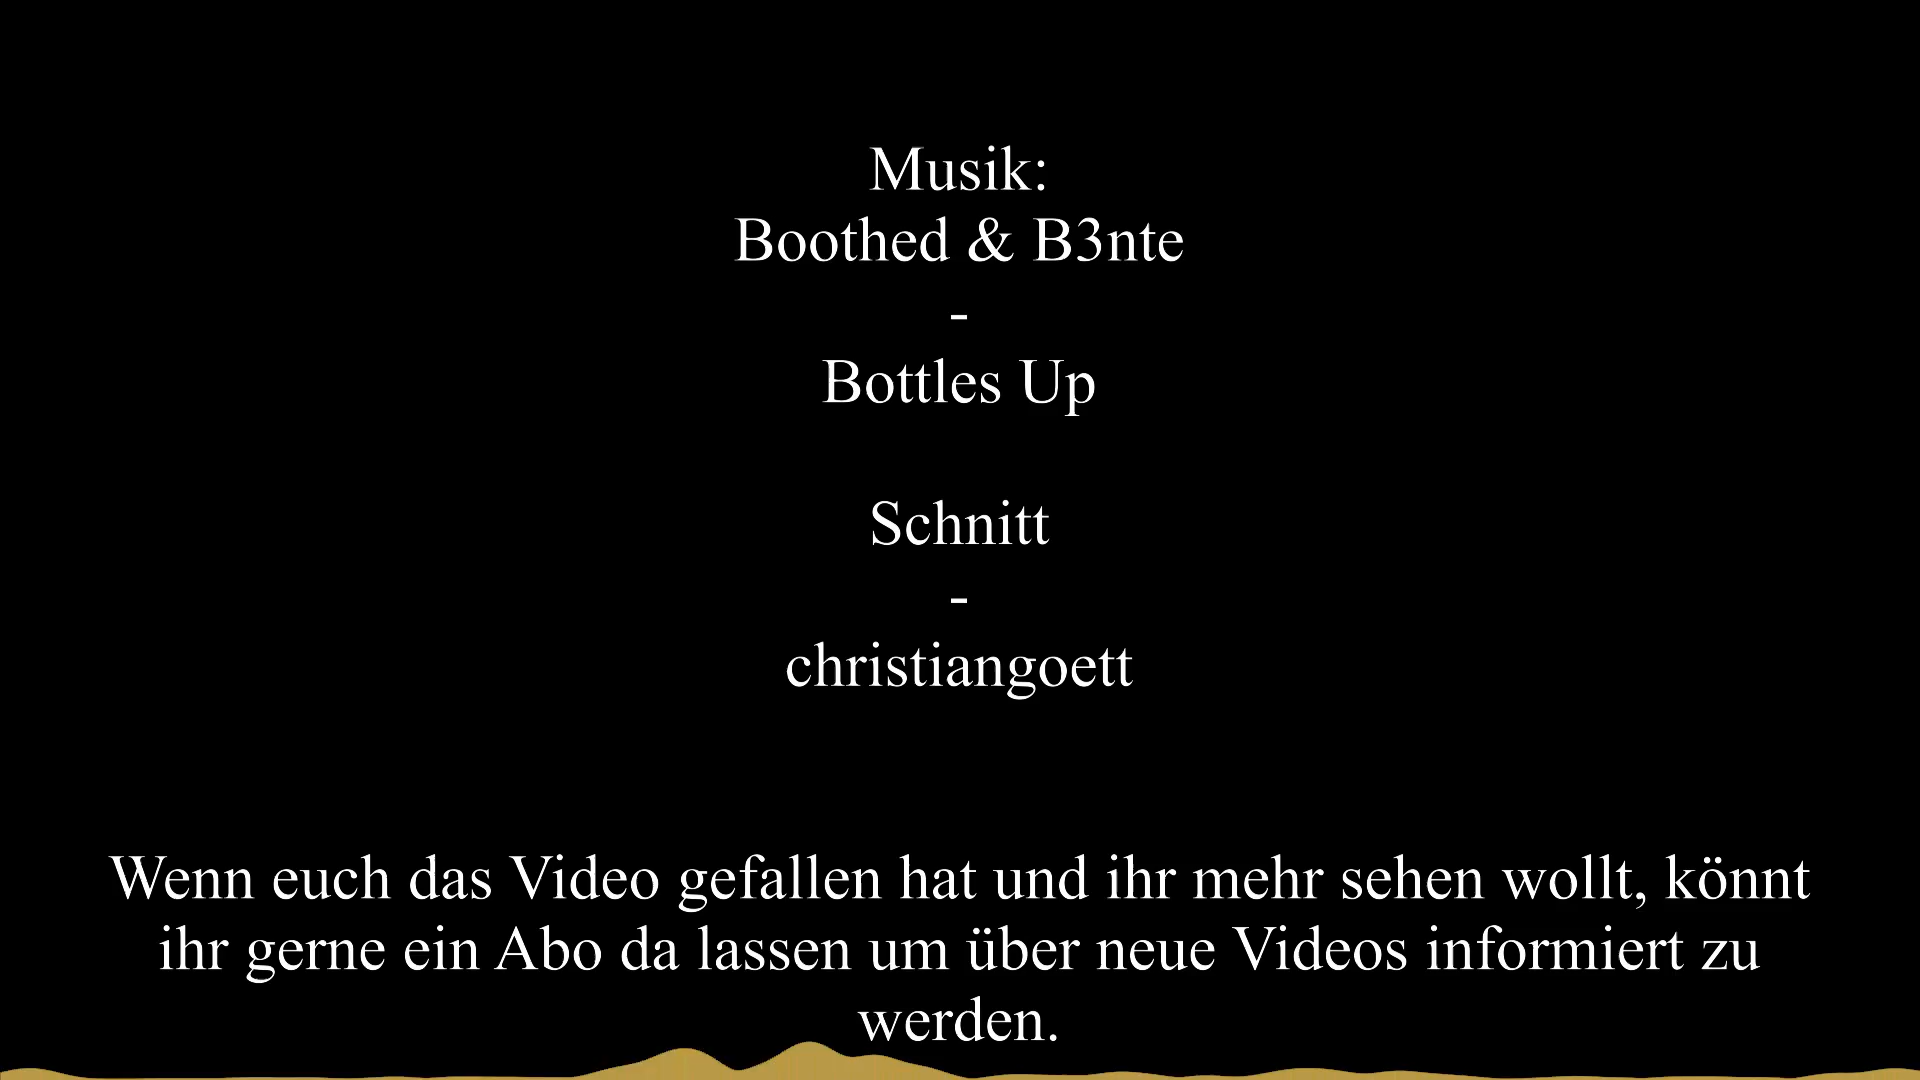 Musik:
Boothed & B3nte
-
Bottles Up
Schnitt
-
christiangoett
Wenn euch das Video gefallen hat und ihr mehr sehen wollt, könnt
ihr gerne ein Abo da lassen um über neue Videos informiert zu
werden.